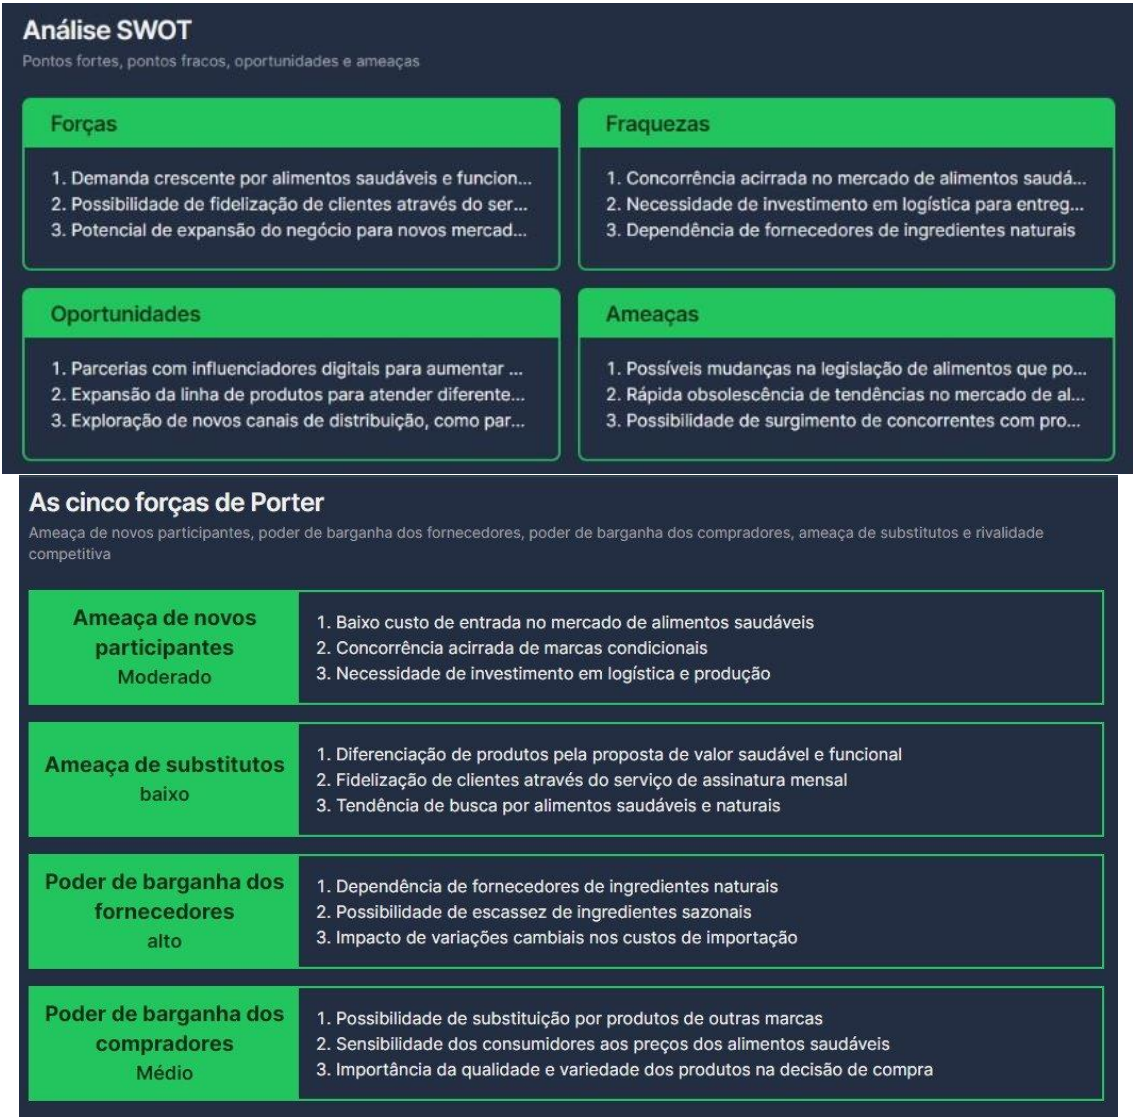 Análise SWOT
Pontos fortes, pontos fracos, oportunidades e ameaças
Forças
1. Demanda crescente por alimentos saudáveis e funcion...
2. Possibilidade de fidelização de clientes através do ser...
3. Potencial de expansão do negócio para novos mercad...
Fraquezas
1. Concorrência acirrada no mercado de alimentos saudá...
2. Necessidade de investimento em logística para entreg...
3. Dependência de fornecedores de ingredientes naturais
Oportunidades
1. Parcerias com influenciadores digitais para aumentar ...
2. Expansão da linha de produtos para atender diferente...
3. Exploração de novos canais de distribuição, como par...
Ameaças
1. Possíveis mudanças na legislação de alimentos que po...
2. Rápida obsolescência de tendências no mercado de al...
3. Possibilidade de surgimento de concorrentes com pro...
As cinco forças de Porter
Ameaça de novos participantes, poder de barganha dos fornecedores, poder de barganha dos compradores, ameaça de substitutos e rivalidade
competitiva
Ameaça de novos
participantes
Moderado
1. Baixo custo de entrada no mercado de alimentos saudáveis
2. Concorrência acirrada de marcas condicionais
3. Necessidade de investimento em logística e produção
Ameaça de substitutos
baixo
1. Diferenciação de produtos pela proposta de valor saudável e funcional
2. Fidelização de clientes através do serviço de assinatura mensal
3. Tendência de busca por alimentos saudáveis e naturais
Poder de barganha dos
fornecedores
alto
1. Dependência de fornecedores de ingredientes naturais
2. Possibilidade de escassez de ingredientes sazonais
3. Impacto de variações cambiais nos custos de importação
Poder de barganha dos
compradores
Médio
1. Possibilidade de substituição por produtos de outras marcas
2. Sensibilidade dos consumidores aos preços dos alimentos saudáveis
3. Importância da qualidade e variedade dos produtos na decisão de compra